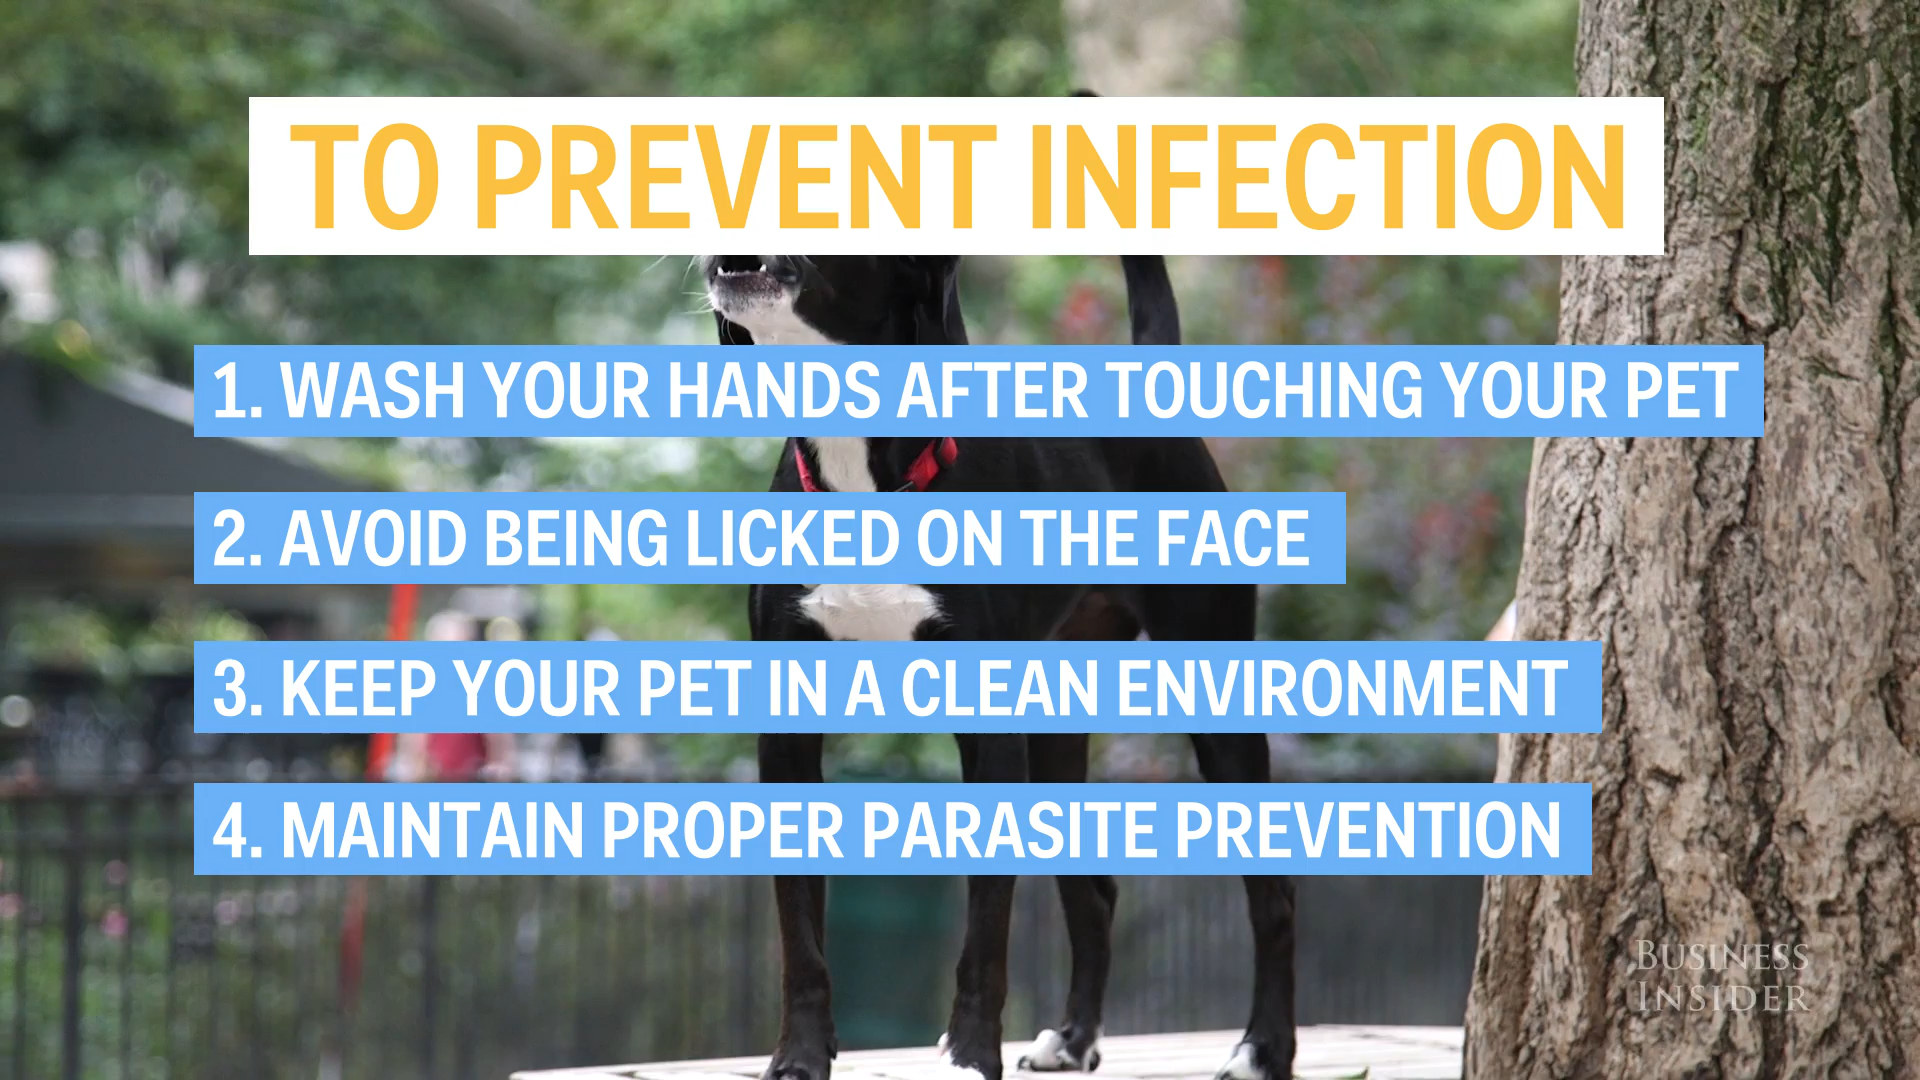 TO PREVENT INFECTION
1. WASH YOUR HANDS AFTER TOUCHING YOUR PET
2. AVOID BEING LICKED ON THE FACE
3. KEEP YOUR PET IN A CLEAN ENVIRONMENT
4. MAINTAIN PROPER PARASITE PREVENTION
BUSINESS
INSIDER